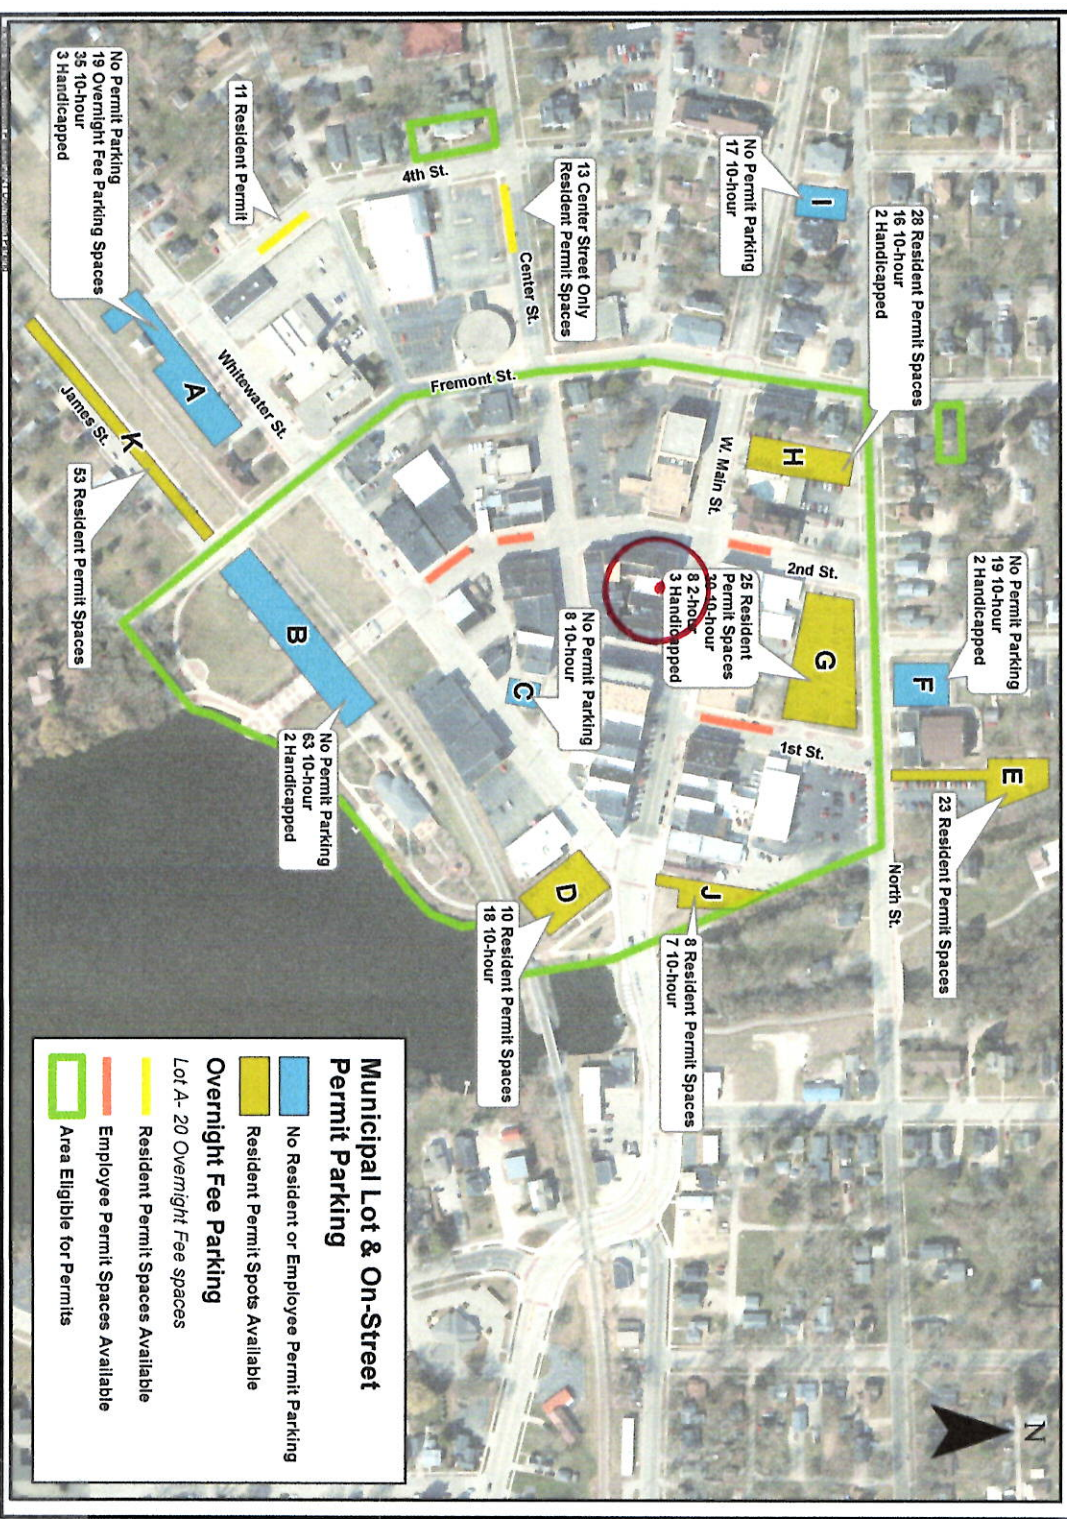 No Permit Parking
19 Overnight Fee Parking Spaces
35 10-hour
3 Handicapped
11 Resident Permit
4th St.
13 Center Street Only
Resident Permit Spaces
Center St.
No Permit Parking
17 10-hour
I
28 Resident Permit Spaces
16 10-hour
2 Handicapped
A
Whitewater St.
Fremont St.
K
James St.
53 Resident Permit Spaces
W. Main St.
H
2nd St.
No Permit Parking
19 10-hour
2 Handicapped
F
25 Resident
Permit Spaces
30 10-hour
8 2-hour
3 Handicapped
G
B
No Permit Parking
63 10-hour
2 Handicapped
No Permit Parking
8 10-hour
C
1st St.
E
23 Resident Permit Spaces
North St.
D
10 Resident Permit Spaces
18 10-hour
J
8 Resident Permit Spaces
7 10-hour
N
Municipal Lot & On-Street
Permit Parking
No Resident or Employee Permit Parking
Resident Permit Spots Available
Overnight Fee Parking
Lot A- 20 Overnight Fee spaces
Resident Permit Spaces Available
Employee Permit Spaces Available
Area Eligible for Permits